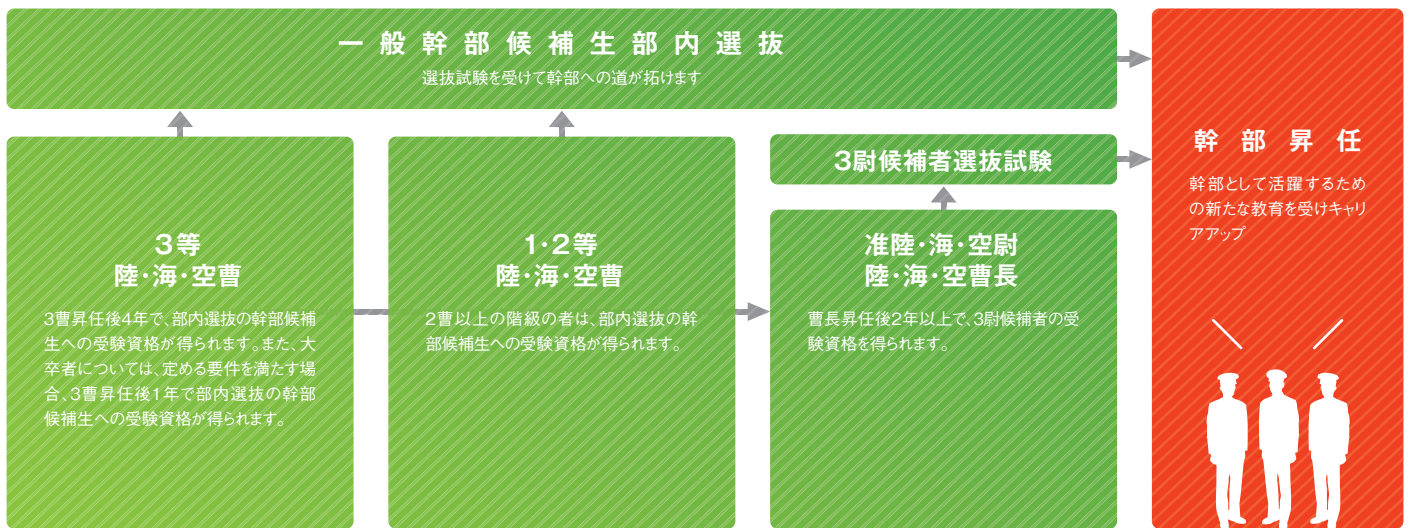 一般幹部候補生部内選抜
選抜試験を受けて幹部への道が拓けます
3等
陸・海・空曹
3曹昇任後4年で、部内選抜の幹部候補
生への受験資格が得られます。また、大
卒者については、定める要件を満たす場
合、3曹昇任後1年で部内選抜の幹部
候補生への受験資格が得られます。
1・2等
陸・海・空曹
2曹以上の階級の者は、部内選抜の幹
部候補生への受験資格が得られます。
3尉候補者選抜試験
准陸・海・空尉
陸・海・空曹長
曹長昇任後2年以上で、3尉候補者の受
験資格を得られます。
幹部昇任
幹部として活躍するため
の新たな教育を受けキャリ
アアップ